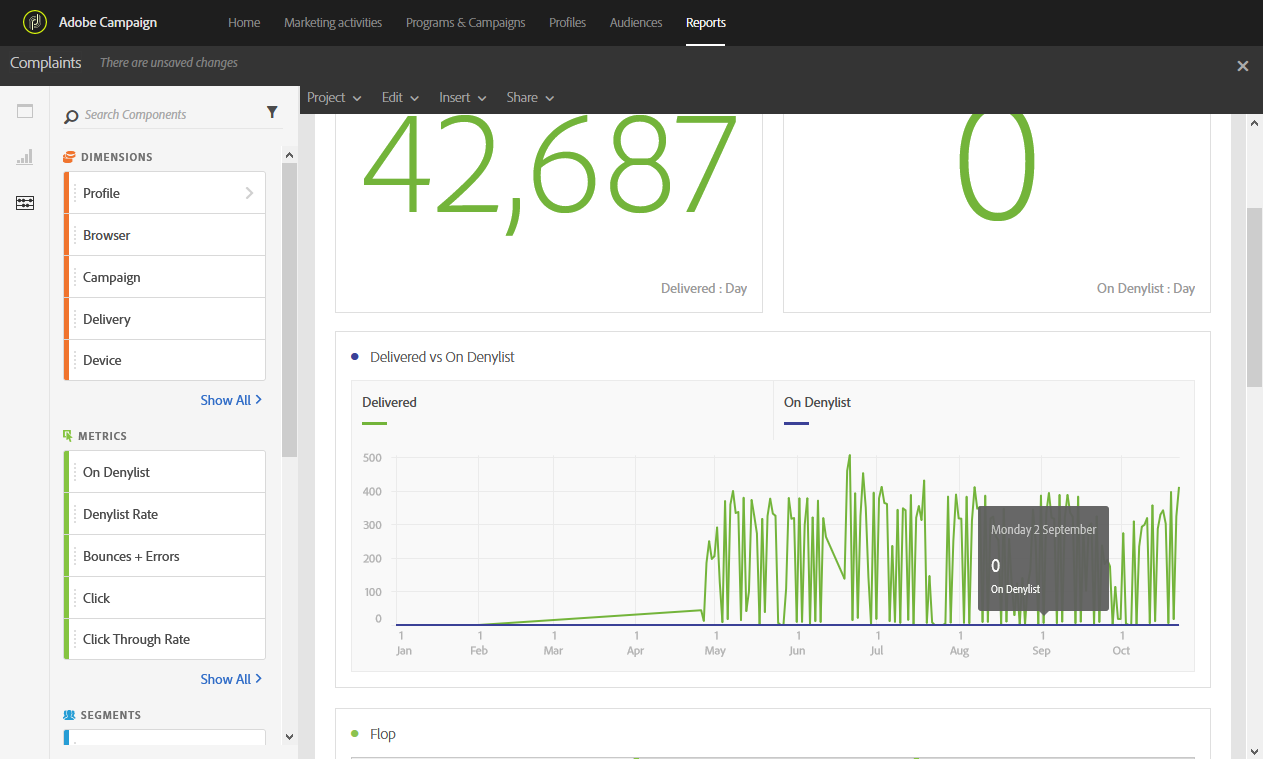 Adobe Campaign
Home Marketing activities Programs & Campaigns Profiles Audiences Reports
Complaints There are unsaved changes
Project Edit Insert Share
Search Components
DIMENSIONS
Profile
Browser
Campaign
Delivery
Device
Show All
METRICS
On Denylist
Denylist Rate
Bounces + Errors
Click
Click Through Rate
Show All
SEGMENTS
42,687
Delivered : Day
0
On Denylist : Day
Delivered vs On Denylist
Delivered
On Denylist
500
400
300
200
100
0
1 1 1 1 1 1 1 1 1 1
Jan Feb Mar Apr May Jun Jul Aug Sep Oct
Monday 2 September
0
On Denylist
Flop